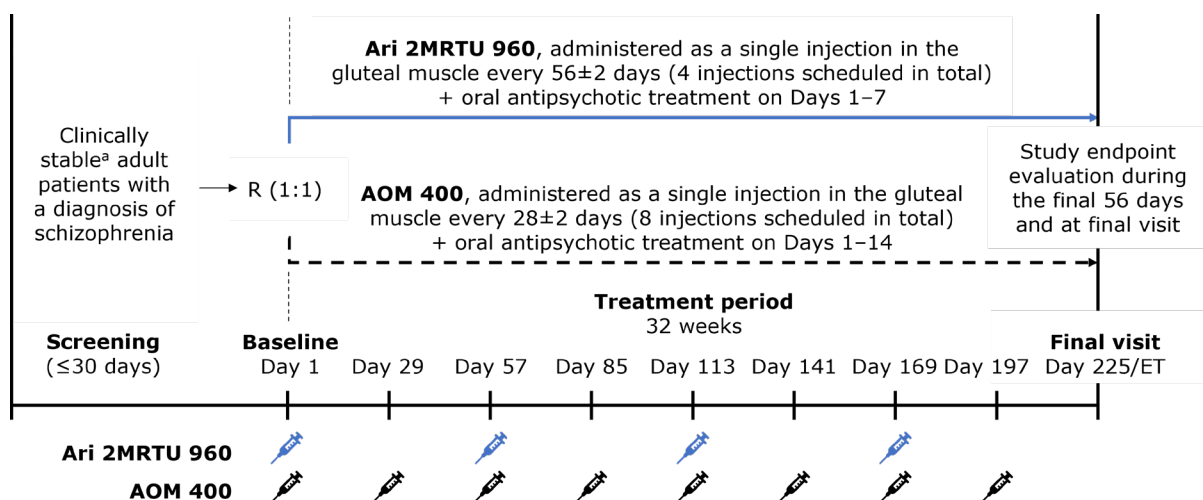 Ari 2MRTU 960, administered as a single injection in the
gluteal muscle every 56±2 days (4 injections scheduled in total)
+ oral antipsychotic treatment on Days 1–7
Clinically
stableᵃ adult
patients with
a diagnosis of
schizophrenia
R (1:1)
AOM 400, administered as a single injection in the gluteal
muscle every 28±2 days (8 injections scheduled in total)
+ oral antipsychotic treatment on Days 1–14
Study endpoint
evaluation during
the final 56 days
and at final visit
Treatment period
32 weeks
Screening
(≤30 days)
Baseline
Day 1
Day 29
Day 57
Day 85
Day 113
Day 141
Day 169
Day 197
Final visit
Day 225/ET
Ari 2MRTU 960
AOM 400